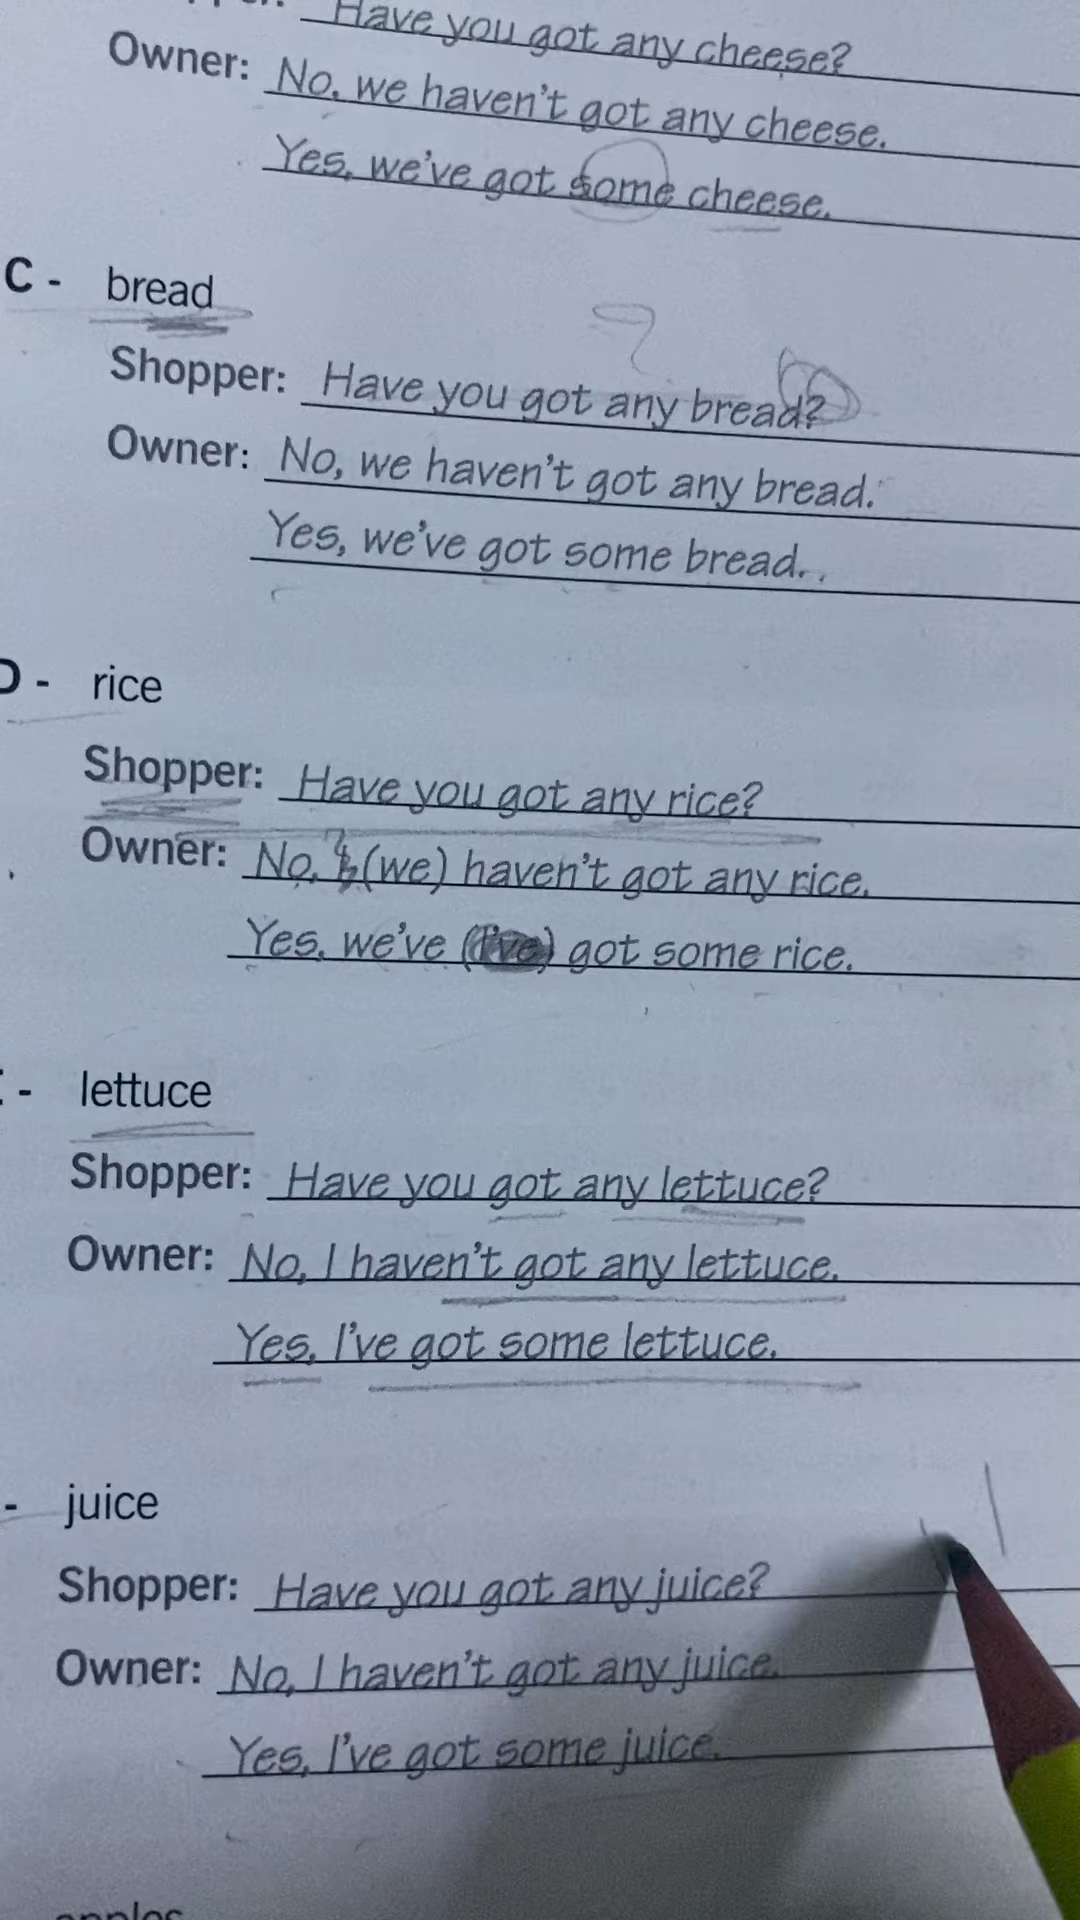 Have you got any cheese?
Owner: No, we haven't got any cheese.
Yes, we've got some cheese.
C - bread
Shopper: Have you got any bread?
Owner: No, we haven't got any bread.
Yes, we've got some bread.
D - rice
Shopper: Have you got any rice?
Owner: No, (we) haven't got any rice.
Yes, we've (I've) got some rice.
- lettuce
Shopper: Have you got any lettuce?
Owner: No, I haven't got any lettuce.
Yes, I've got some lettuce.
- juice
Shopper: Have you got any juice?
Owner: No, I haven't got any juice.
Yes, I've got some juice.